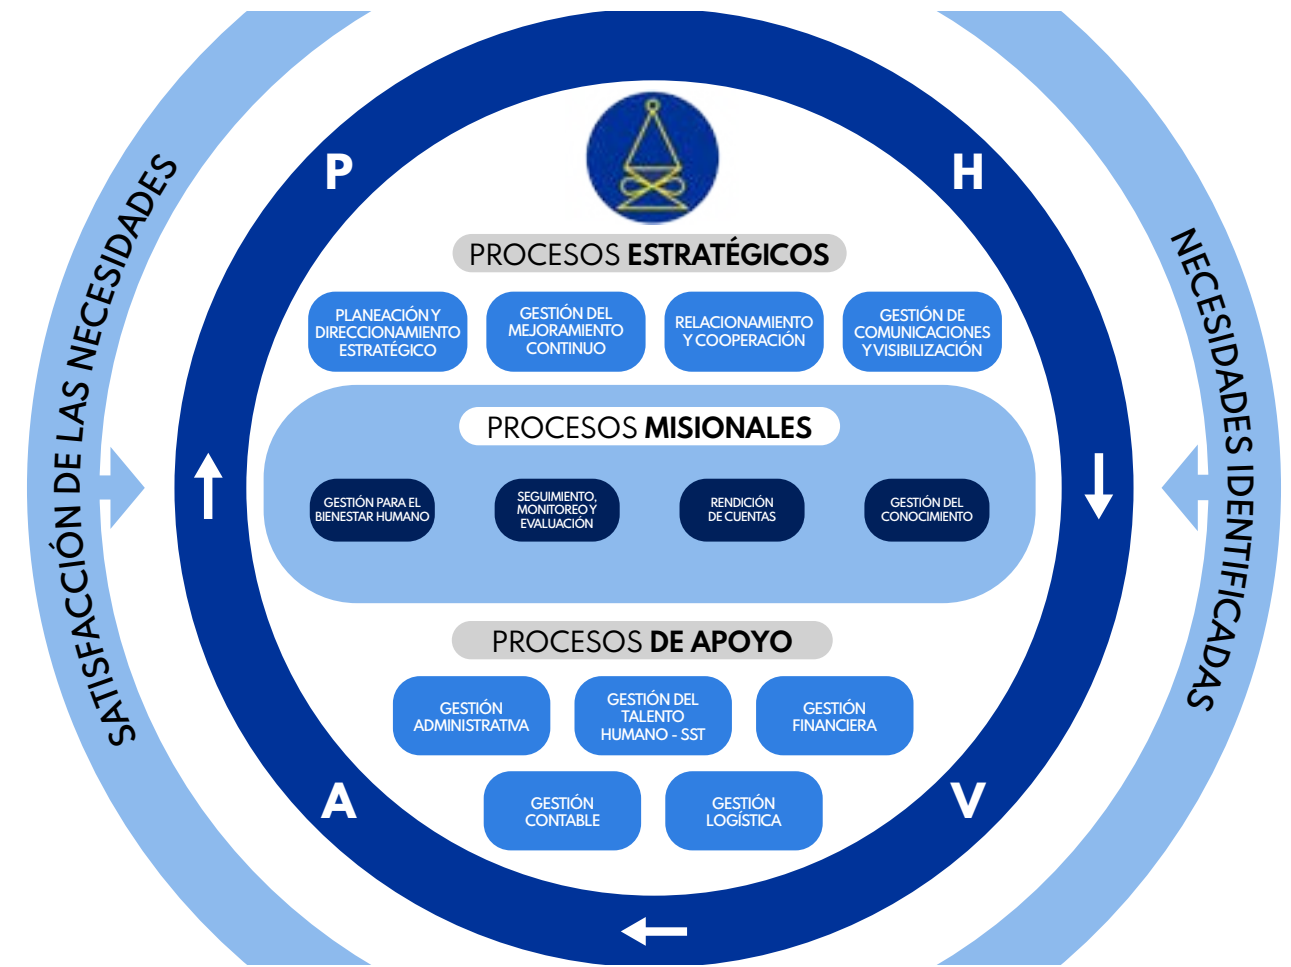 P
H
SATISFACCIÓN DE LAS NECESIDADES
NECESIDADES IDENTIFICADAS
PROCESOS ESTRATÉGICOS
PLANEACIÓN Y
DIRECCIONAMIENTO
ESTRATÉGICO
GESTIÓN DEL
MEJORAMIENTO
CONTINUO
RELACIONAMIENTO
Y COOPERACIÓN
GESTIÓN DE
COMUNICACIONES
Y VISIBILIZACIÓN
PROCESOS MISIONALES
GESTIÓN PARA EL
BIENESTAR HUMANO
SEGUIMIENTO,
MONITOREO Y
EVALUACIÓN
RENDICIÓN
DE CUENTAS
GESTIÓN DEL
CONOCIMIENTO
PROCESOS DE APOYO
GESTIÓN
ADMINISTRATIVA
GESTIÓN DEL
TALENTO
HUMANO - SST
GESTIÓN
FINANCIERA
GESTIÓN
CONTABLE
GESTIÓN
LOGÍSTICA
A
V